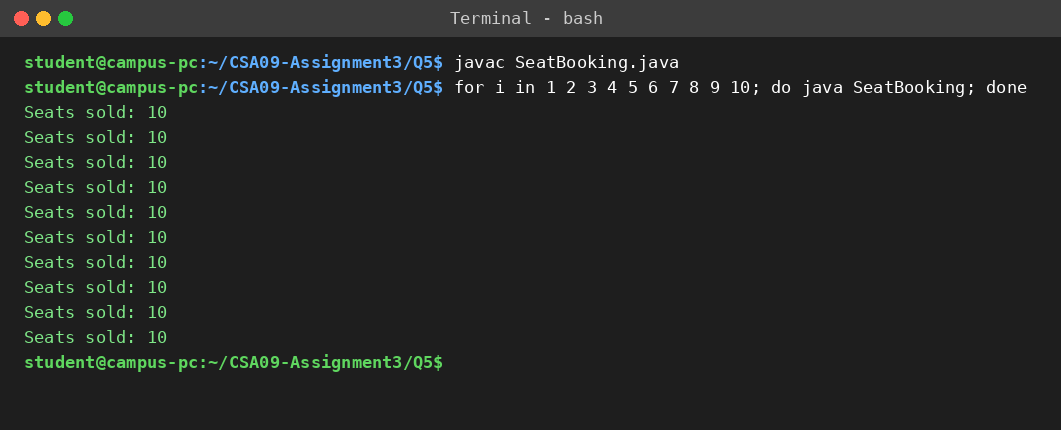 Terminal - bash
student@campus-pc:~/CSA09-Assignment3/Q5$ javac SeatBooking.java
student@campus-pc:~/CSA09-Assignment3/Q5$ for i in 1 2 3 4 5 6 7 8 9 10; do java SeatBooking; done
Seats sold: 10
Seats sold: 10
Seats sold: 10
Seats sold: 10
Seats sold: 10
Seats sold: 10
Seats sold: 10
Seats sold: 10
Seats sold: 10
Seats sold: 10
student@campus-pc:~/CSA09-Assignment3/Q5$